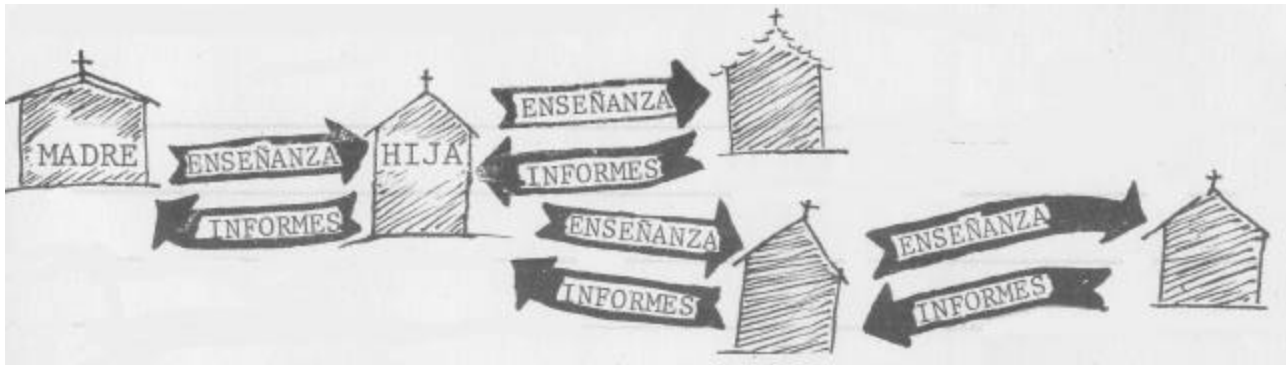 ENSEÑANZA
MADRE ENSEÑANZA HIJA INFORMES
INFORMES ENSEÑANZA ENSEÑANZA
INFORMES INFORMES